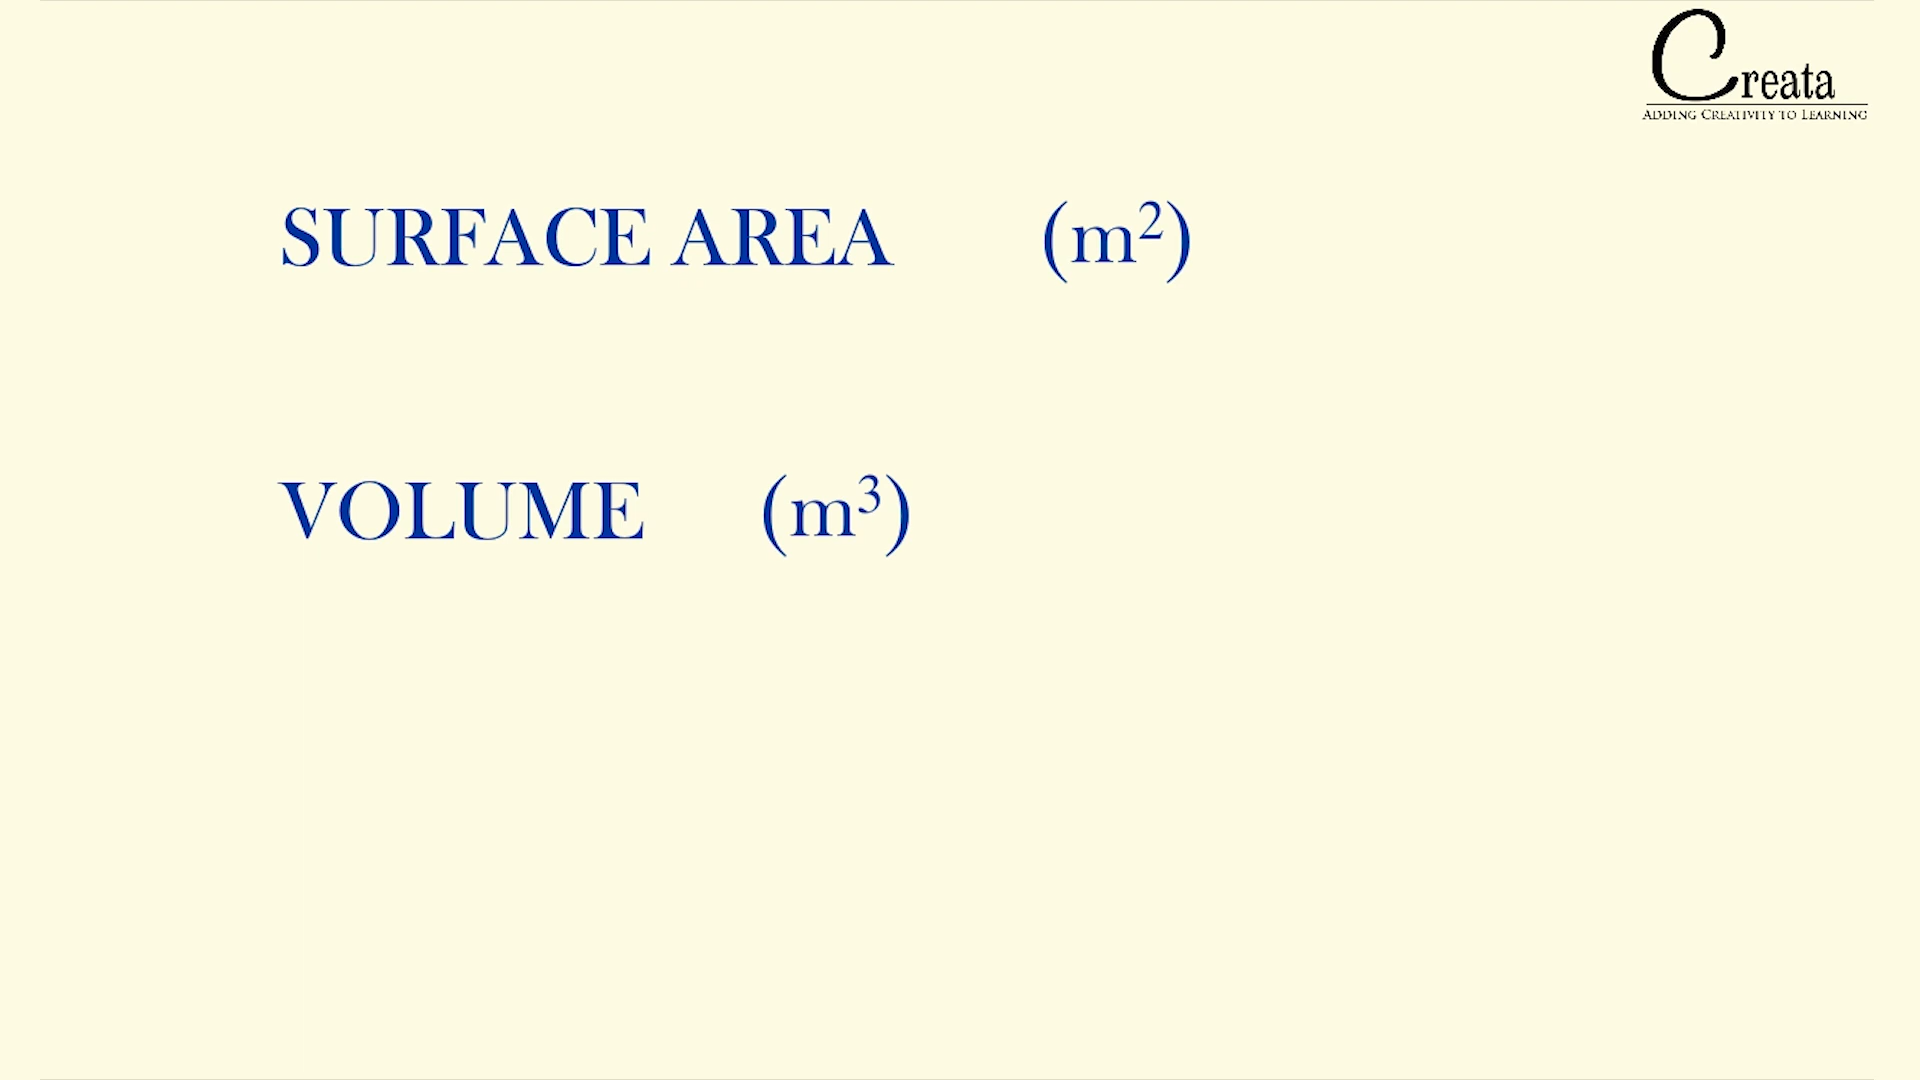 Creata
ADDING CREATIVITY TO LEARNING
SURFACE AREA (m²)
VOLUME (m³)